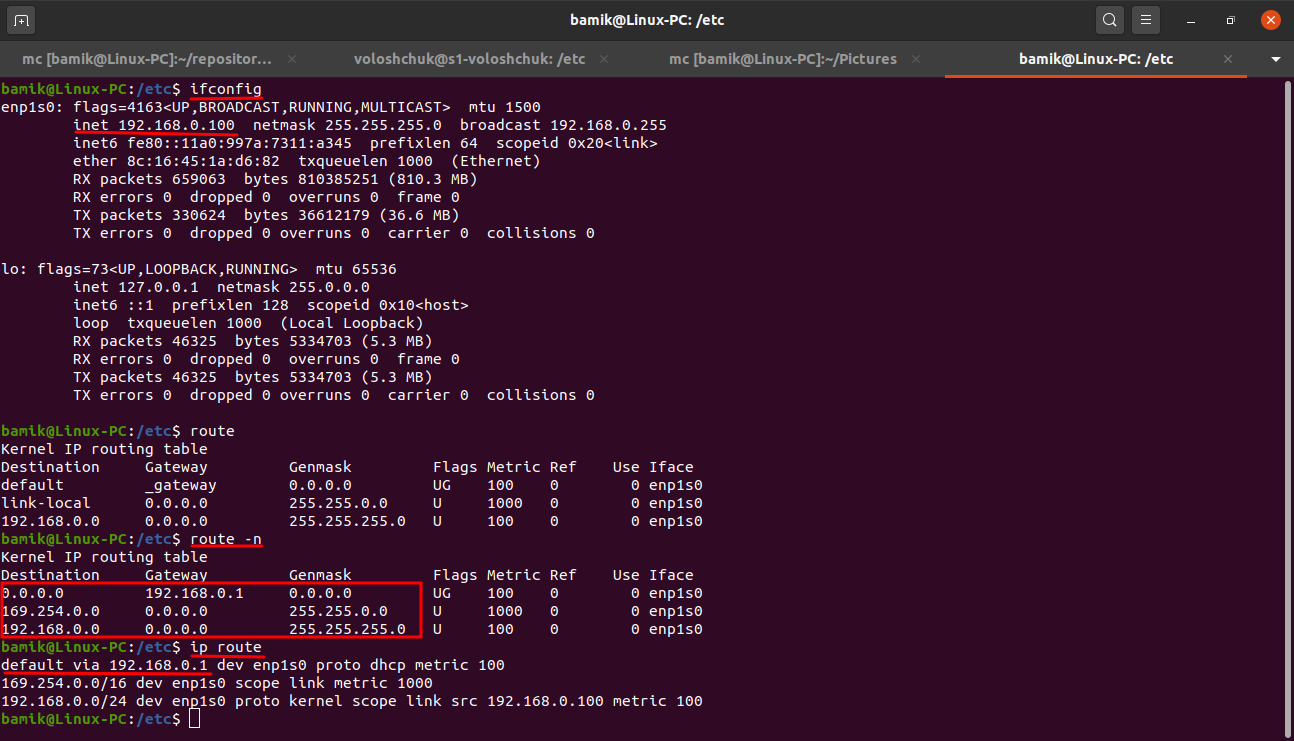 bamik@Linux-PC: /etc
mc [bamik@Linux-PC]:~/repositor...
voloshchuk@s1-voloshchuk: /etc
mc [bamik@Linux-PC]:~/Pictures
bamik@Linux-PC: /etc
bamik@Linux-PC:/etc$ ifconfig
enp1s0: flags=4163<UP,BROADCAST,RUNNING,MULTICAST>  mtu 1500
        inet 192.168.0.100  netmask 255.255.255.0  broadcast 192.168.0.255
        inet6 fe80::11a0:997a:7311:a345  prefixlen 64  scopeid 0x20<link>
        ether 8c:16:45:1a:d6:82  txqueuelen 1000  (Ethernet)
        RX packets 659063  bytes 810385251 (810.3 MB)
        RX errors 0  dropped 0  overruns 0  frame 0
        TX packets 330624  bytes 36612179 (36.6 MB)
        TX errors 0  dropped 0 overruns 0  carrier 0  collisions 0

lo: flags=73<UP,LOOPBACK,RUNNING>  mtu 65536
        inet 127.0.0.1  netmask 255.0.0.0
        inet6 ::1  prefixlen 128  scopeid 0x10<host>
        loop  txqueuelen 1000  (Local Loopback)
        RX packets 46325  bytes 5334703 (5.3 MB)
        RX errors 0  dropped 0  overruns 0  frame 0
        TX packets 46325  bytes 5334703 (5.3 MB)
        TX errors 0  dropped 0 overruns 0  carrier 0  collisions 0

bamik@Linux-PC:/etc$ route
Kernel IP routing table
Destination     Gateway         Genmask         Flags Metric Ref    Use Iface
default         _gateway        0.0.0.0         UG    100    0        0 enp1s0
link-local      0.0.0.0         255.255.0.0     U     1000   0        0 enp1s0
192.168.0.0     0.0.0.0         255.255.255.0   U     100    0        0 enp1s0
bamik@Linux-PC:/etc$ route -n
Kernel IP routing table
Destination     Gateway         Genmask         Flags Metric Ref    Use Iface
0.0.0.0         192.168.0.1     0.0.0.0         UG    100    0        0 enp1s0
169.254.0.0     0.0.0.0         255.255.0.0     U     1000   0        0 enp1s0
192.168.0.0     0.0.0.0         255.255.255.0   U     100    0        0 enp1s0
bamik@Linux-PC:/etc$ ip route
default via 192.168.0.1 dev enp1s0 proto dhcp metric 100
169.254.0.0/16 dev enp1s0 scope link metric 1000
192.168.0.0/24 dev enp1s0 proto kernel scope link src 192.168.0.100 metric 100
bamik@Linux-PC:/etc$